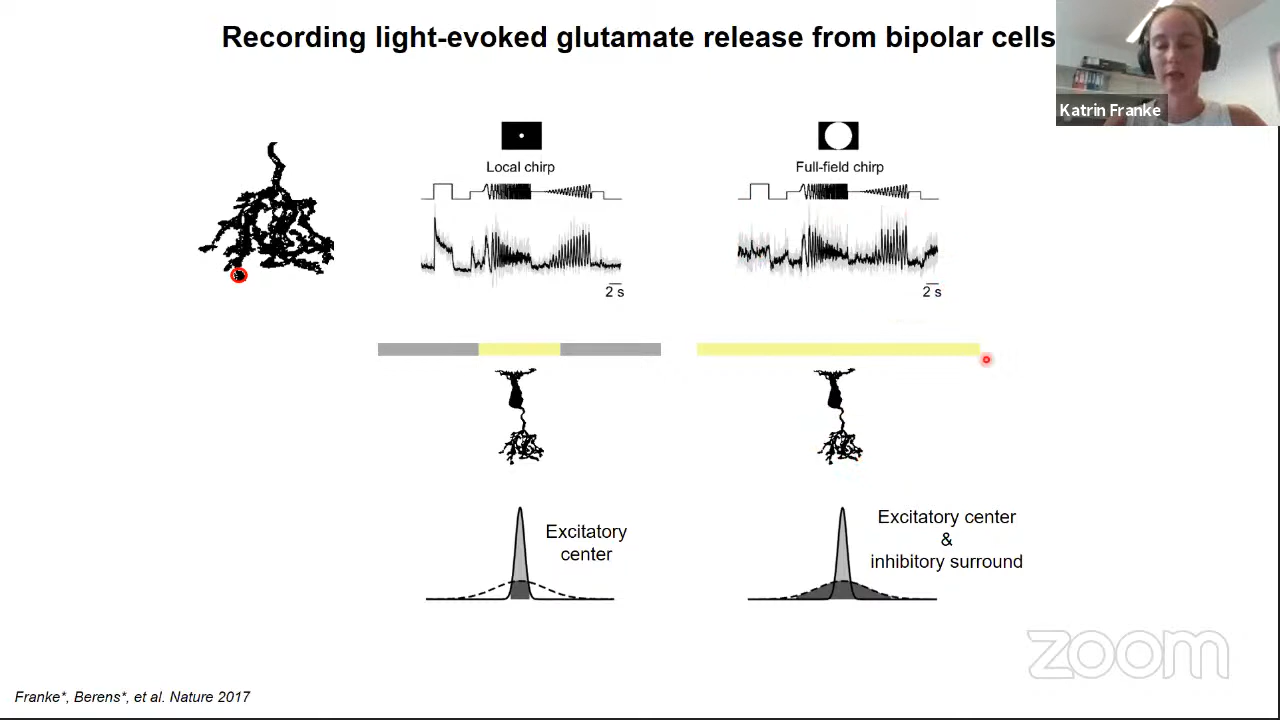 Recording light-evoked glutamate release from bipolar cells
Katrin Franke
Local chirp
2 s
Full-field chirp
2 s
Excitatory
center
Excitatory center
&
inhibitory surround
zoom
Franke*, Berens*, et al. Nature 2017